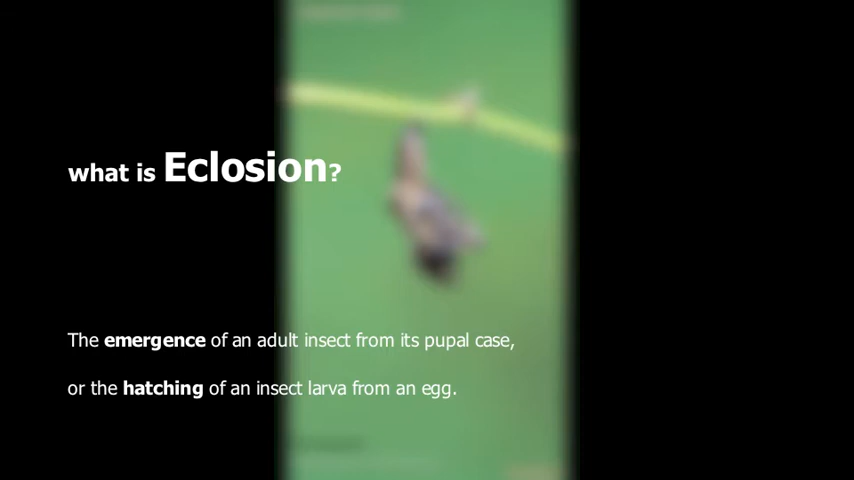 what is Eclosion?
The emergence of an adult insect from its pupal case,
or the hatching of an insect larva from an egg.